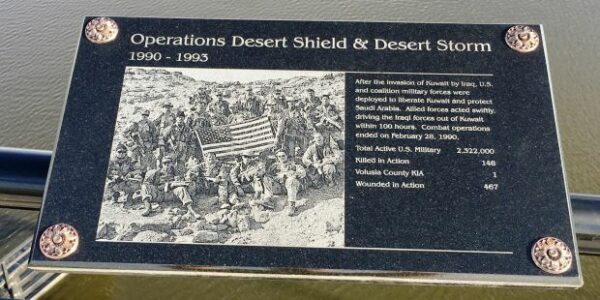 Operations Desert Shield & Desert Storm
1990 - 1993
After the invasion of Kuwait by Iraq, U.S.
and coalition military forces were
deployed to liberate Kuwait and protect
Saudi Arabia. Allied forces acted swiftly,
driving the Iraqi forces out of Kuwait
within 100 hours. Combat operations
ended on February 28, 1990.
Total Active U.S. Military 2,322,000
Killed in Action 148
Volusia County KIA 1
Wounded in Action 467